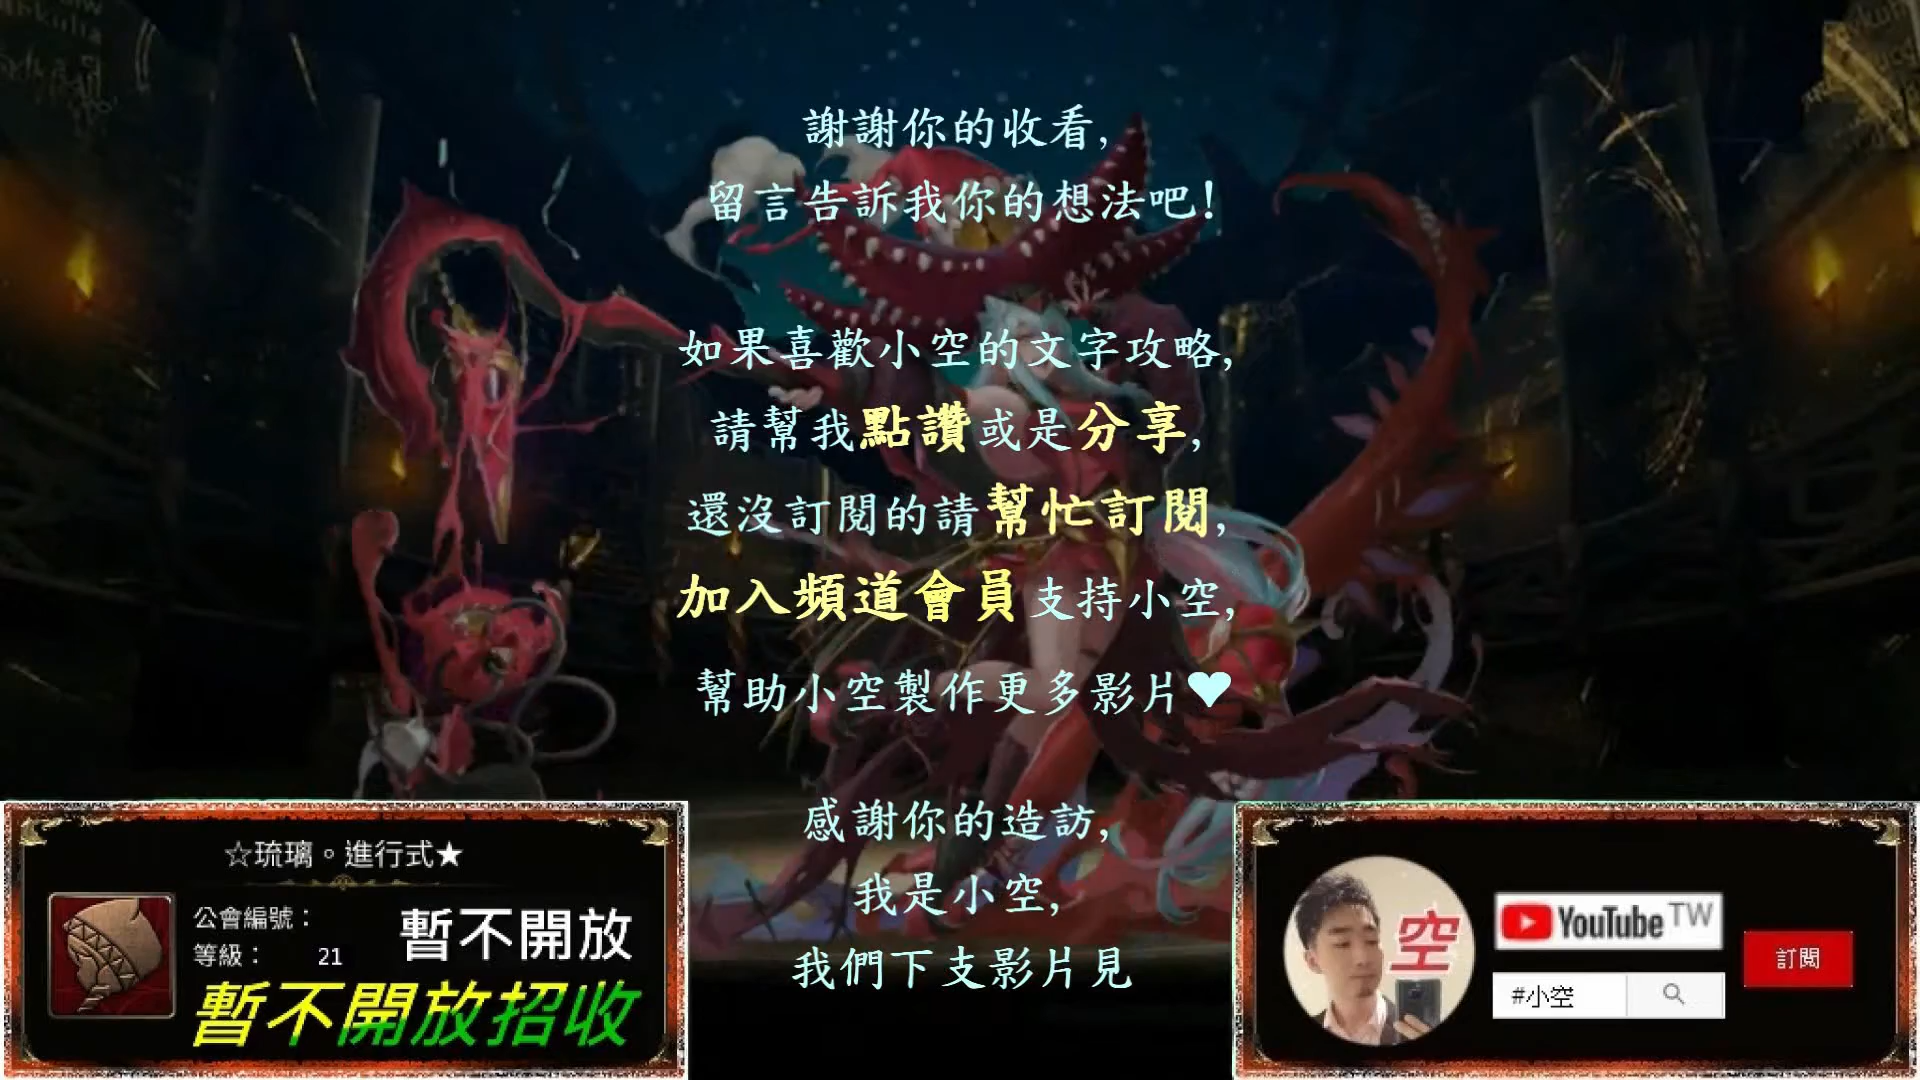 謝謝你的收看,
留言告訴我你的想法吧!
如果喜歡小空的文字攻略,
請幫我點讚或是分享,
還沒訂閱的請幫忙訂閱,
加入頻道會員支持小空,
幫助小空製作更多影片♥
感謝你的造訪,
我是小空,
我們下支影片見
☆琉璃。進行式★
公會編號：
暫不開放
等級： 21
暫不開放招收
空
YouTube TW
#小空
訂閱